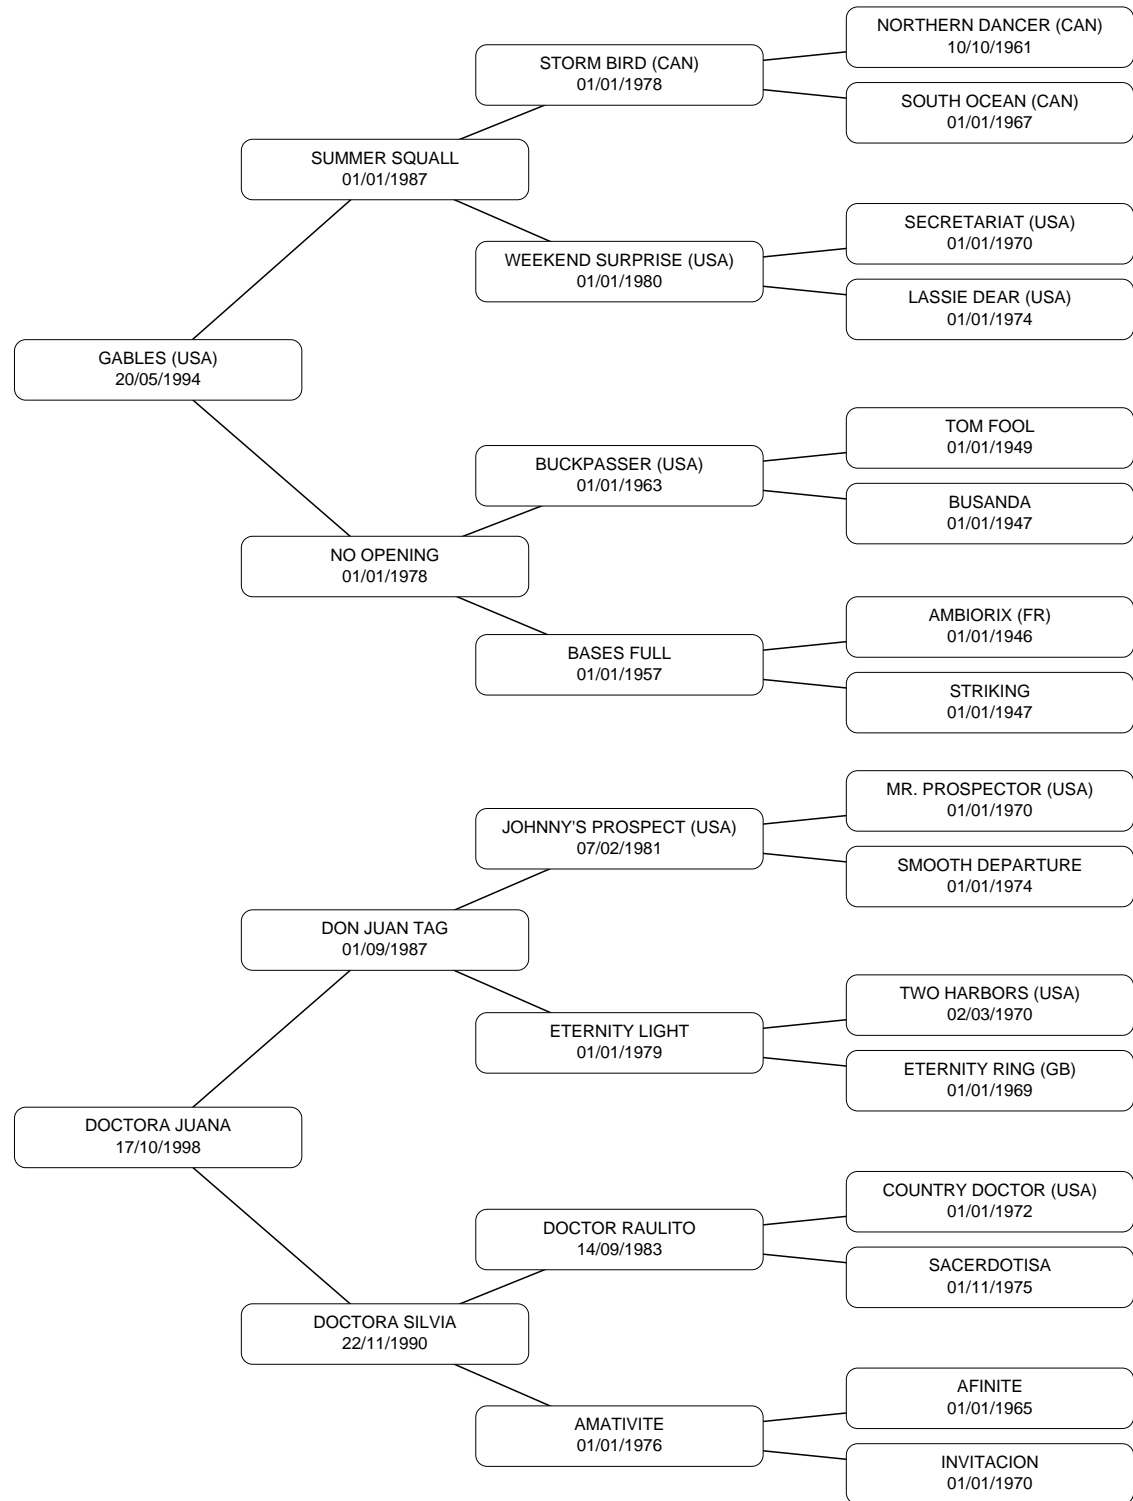 NORTHERN DANCER (CAN)
10/10/1961
STORM BIRD (CAN)
01/01/1978
SOUTH OCEAN (CAN)
01/01/1967
SUMMER SQUALL
01/01/1987
SECRETARIAT (USA)
01/01/1970
WEEKEND SURPRISE (USA)
01/01/1980
LASSIE DEAR (USA)
01/01/1974
GABLES (USA)
20/05/1994
TOM FOOL
01/01/1949
BUCKPASSER (USA)
01/01/1963
BUSANDA
01/01/1947
NO OPENING
01/01/1978
AMBIORIX (FR)
01/01/1946
BASES FULL
01/01/1957
STRIKING
01/01/1947
MR. PROSPECTOR (USA)
01/01/1970
JOHNNY'S PROSPECT (USA)
07/02/1981
SMOOTH DEPARTURE
01/01/1974
DON JUAN TAG
01/09/1987
TWO HARBORS (USA)
02/03/1970
ETERNITY LIGHT
01/01/1979
ETERNITY RING (GB)
01/01/1969
DOCTORA JUANA
17/10/1998
COUNTRY DOCTOR (USA)
01/01/1972
DOCTOR RAULITO
14/09/1983
SACERDOTISA
01/11/1975
DOCTORA SILVIA
22/11/1990
AFINITE
01/01/1965
AMATIVITE
01/01/1976
INVITACION
01/01/1970